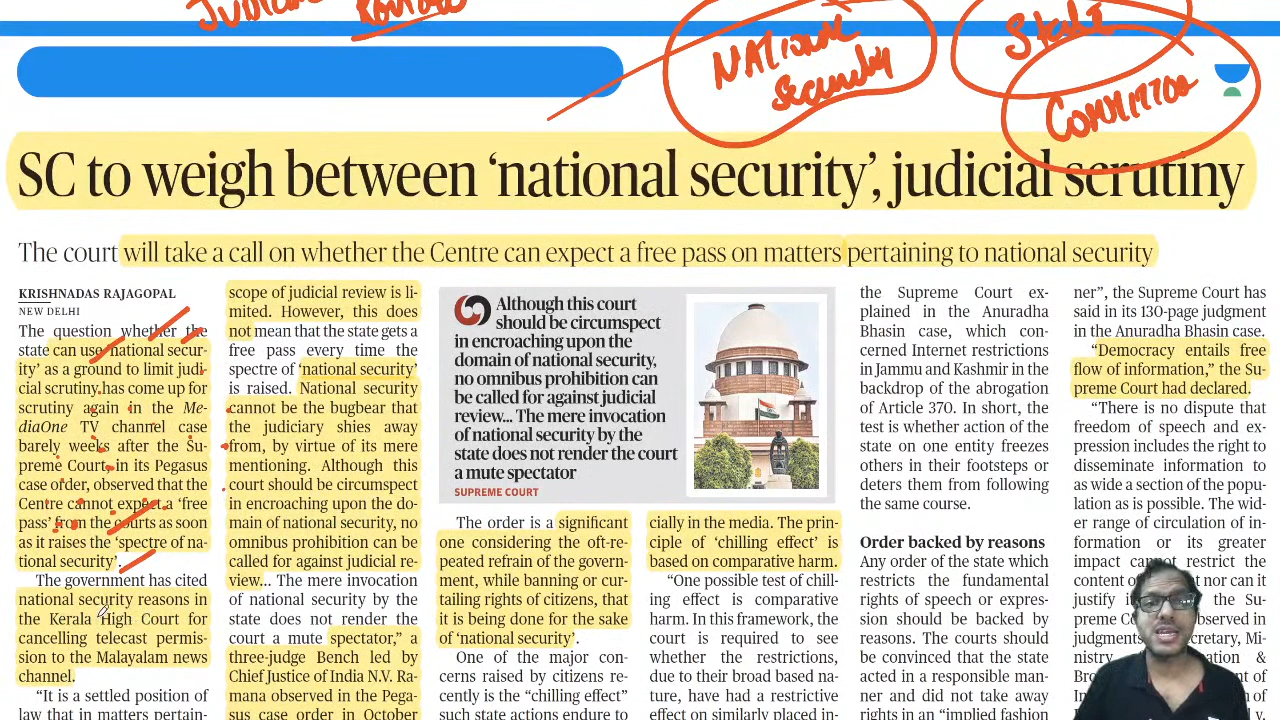 NATIONAL
Security
State
COMMITTEE
SC to weigh between ‘national security’, judicial scrutiny
The court will take a call on whether the Centre can expect a free pass on matters pertaining to national security
KRISHNADAS RAJAGOPAL
NEW DELHI
The question whether the
state can use ‘national secur-
ity’ as a ground to limit judi-
cial scrutiny, has come up for
scrutiny again in the Me-
diaOne TV channel case
barely weeks after the Su-
preme Court, in its Pegasus
case order, observed that the
Centre cannot expect a ‘free
pass’ from the courts as soon
as it raises the ‘spectre of na-
tional security’.
The government has cited
national security reasons in
the Kerala High Court for
cancelling telecast permis-
sion to the Malayalam news
channel.
“It is a settled position of
law that in matters pertain-
scope of judicial review is li-
mited. However, this does
not mean that the state gets a
free pass every time the
spectre of ‘national security’
is raised. National security
cannot be the bugbear that
the judiciary shies away
from, by virtue of its mere
mentioning. Although this
court should be circumspect
in encroaching upon the do-
main of national security, no
omnibus prohibition can be
called for against judicial re-
view... The mere invocation
of national security by the
state does not render the
court a mute spectator,” a
three-judge Bench led by
Chief Justice of India N.V. Ra-
mana observed in the Pega-
sus case order in October
Although this court
should be circumspect
in encroaching upon the
domain of national security,
no omnibus prohibition can
be called for against judicial
review... The mere invocation
of national security by the
state does not render the court
a mute spectator
SUPREME COURT
The order is a significant
one considering the oft-re-
peated refrain of the govern-
ment, while banning or cur-
tailing rights of citizens, that
it is being done for the sake
of ‘national security’.
One of the major con-
cerns raised by citizens re-
cently is the “chilling effect”
such state actions endure to
cially in the media. The prin-
ciple of ‘chilling effect’ is
based on comparative harm.
“One possible test of chill-
ing effect is comparative
harm. In this framework, the
court is required to see
whether the restrictions,
due to their broad based na-
ture, have had a restrictive
effect on similarly placed in-
the Supreme Court ex-
plained in the Anuradha
Bhasin case, which con-
cerned Internet restrictions
in Jammu and Kashmir in the
backdrop of the abrogation
of Article 370. In short, the
test is whether action of the
state on one entity freezes
others in their footsteps or
deters them from following
the same course.
Order backed by reasons
Any order of the state which
restricts the fundamental
rights of speech or expres-
sion should be backed by
reasons. The courts should
be convinced that the state
acted in a responsible man-
ner and did not take away
rights in an “implied fashion
ner”, the Supreme Court has
said in its 130-page judgment
in the Anuradha Bhasin case.
“Democracy entails free
flow of information,” the Su-
preme Court had declared.
“There is no dispute that
freedom of speech and ex-
pression includes the right to
disseminate information to
as wide a section of the popu-
lation as is possible. The wid-
er range of circulation of in-
formation or its greater
impact cannot restrict the
content of nor can it
justify the Su-
preme observed in
judgments. Secretary, Mi-
nistry &
of
of